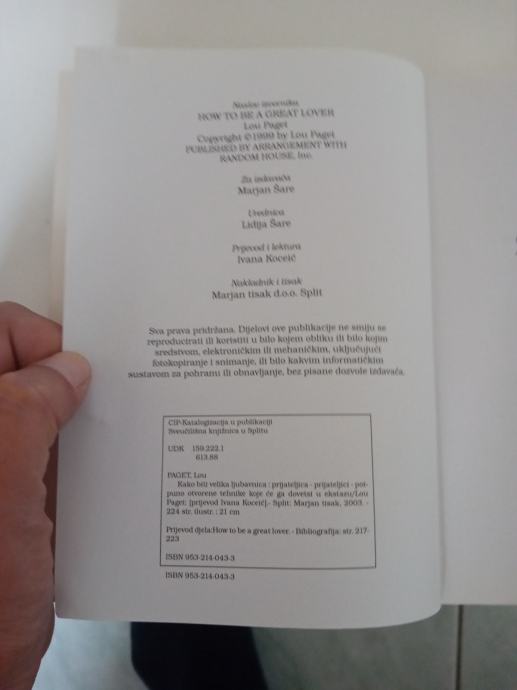 Naslov izvornika
HOW TO BE A GREAT LOVER
Lou Paget
Copyright ©1999 by Lou Paget
PUBLISHED BY ARRANGEMENT WITH
RANDOM HOUSE, Inc.
Za izdavača
Marjan Šare
Urednica
Lidija Šare
Prijevod i lektura
Ivana Koceić
Nakladnik i tisak
Marjan tisak d.o.o. Split
Sva prava pridržana. Dijelovi ove publikacije ne smiju se
reproducirati ili koristiti u bilo kojem obliku ili bilo kojim
sredstvom, elektroničkim ili mehaničkim, uključujući
fotokopiranje i snimanje, ili bilo kakvim informatičkim
sustavom za pohranu ili obnavljanje, bez pisane dozvole izdavača.
CIP-Katalogizacija u publikaciji
Sveučilišna knjižnica u Splitu
UDK 159.222.1
613.88
PAGET, Lou
Kako biti velika ljubavnica : prijateljica - prijateljici - pot-
puno otvorene tehnike koje će ga dovesti u ekstazu/Lou
Paget; [prijevod Ivana Koceić].- Split: Marjan tisak, 2003. -
224 str. ilustr. ; 21 cm
Prijevod djela:How to be a great lover. - Bibliografija: str. 217-
223
ISBN 953-214-043-3
ISBN 953-214-043-3